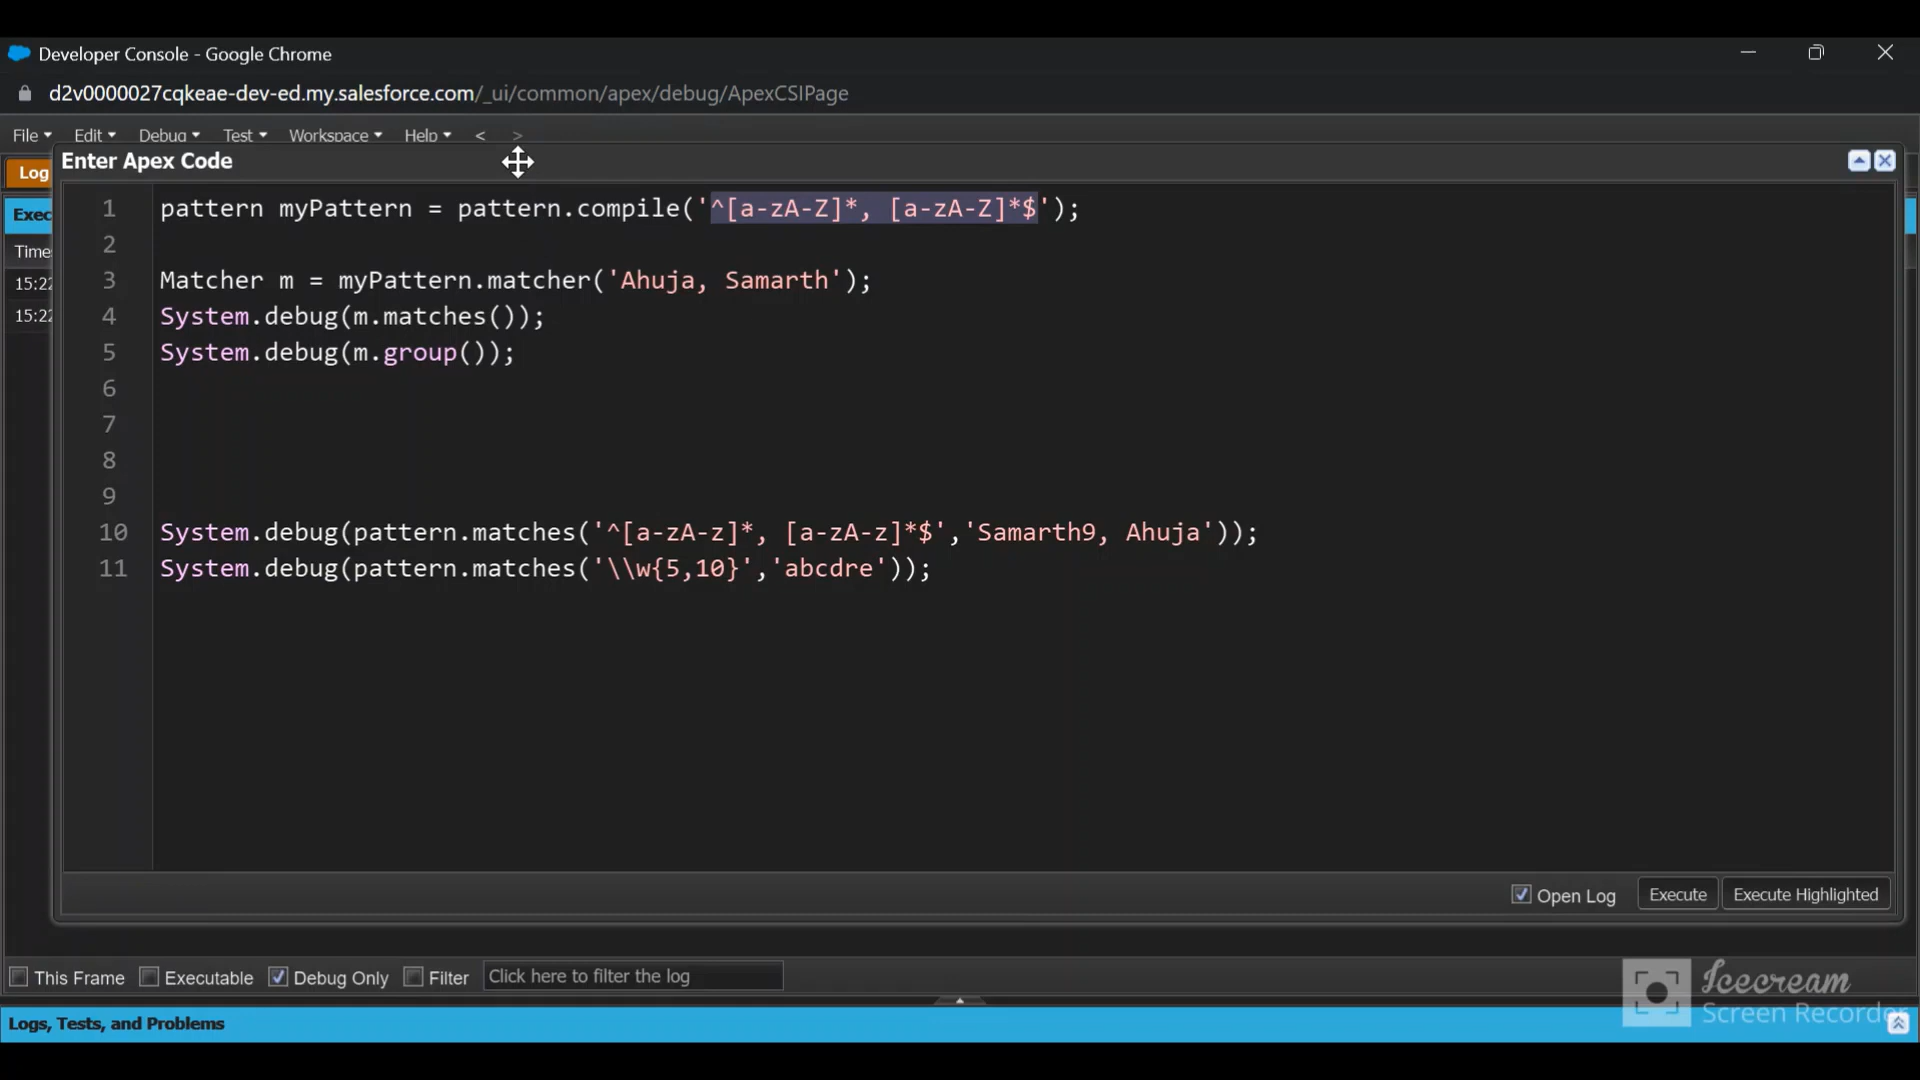 Developer Console - Google Chrome
d2v0000027cqkeae-dev-ed.my.salesforce.com/_ui/common/apex/debug/ApexCSIPage
File Edit Debug Test Workspace Help < >
Log
Enter Apex Code
Exec
Time
15:22
15:22
1 pattern myPattern = pattern.compile('^[a-zA-Z]*, [a-zA-Z]*$');
2
3 Matcher m = myPattern.matcher('Ahuja, Samarth');
4 System.debug(m.matches());
5 System.debug(m.group());
6
7
8
9
10 System.debug(pattern.matches('^[a-zA-z]*, [a-zA-z]*$','Samarth9, Ahuja'));
11 System.debug(pattern.matches('\\w{5,10}','abcdre'));
Open Log Execute Execute Highlighted
This Frame Executable Debug Only Filter Click here to filter the log
Icecream
Screen Recorder
Logs, Tests, and Problems